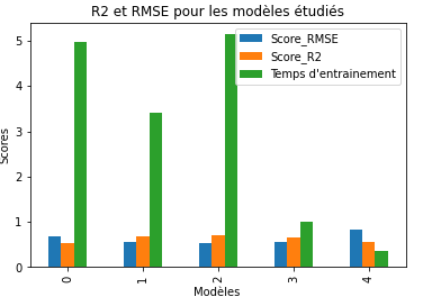 R2 et RMSE pour les modèles étudiés
Score_RMSE
Score_R2
Temps d'entrainement
Scores
5
4
3
2
1
0
0
1
2
3
4
Modèles